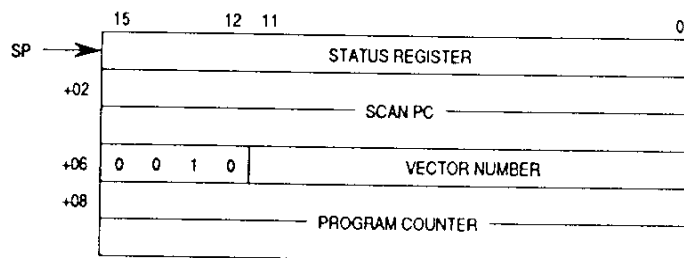 15 12 11 0
SP STATUS REGISTER
+02
SCAN PC
+06 0 0 1 0 VECTOR NUMBER
+08
PROGRAM COUNTER